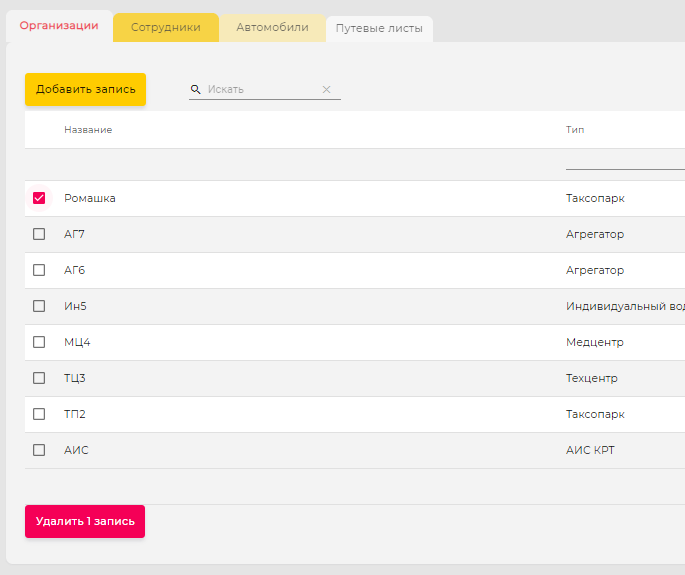 Организации Сотрудники Автомобили Путевые листы
Добавить запись Искать
Название Тип
Ромашка Таксопарк
АГ7 Агрегатор
АГ6 Агрегатор
Ин5 Индивидуальный вод
МЦ4 Медцентр
ТЦ3 Техцентр
ТП2 Таксопарк
АИС АИС КРТ
Удалить 1 запись